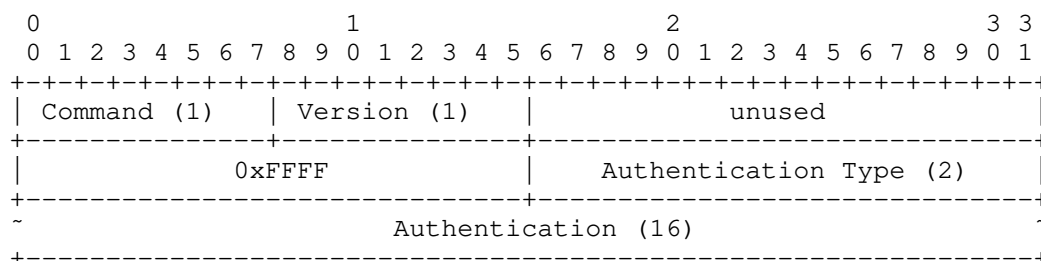 0                   1                   2                   3 3
0 1 2 3 4 5 6 7 8 9 0 1 2 3 4 5 6 7 8 9 0 1 2 3 4 5 6 7 8 9 0 1
+-+-+-+-+-+-+-+-+-+-+-+-+-+-+-+-+-+-+-+-+-+-+-+-+-+-+-+-+-+-+-+-+
| Command (1) | Version (1) | unused |
+---------------+---------------+-------------------------------+
| 0xFFFF | Authentication Type (2) |
+-------------------------------+-------------------------------+
~ Authentication (16) ~
+---------------------------------------------------------------+